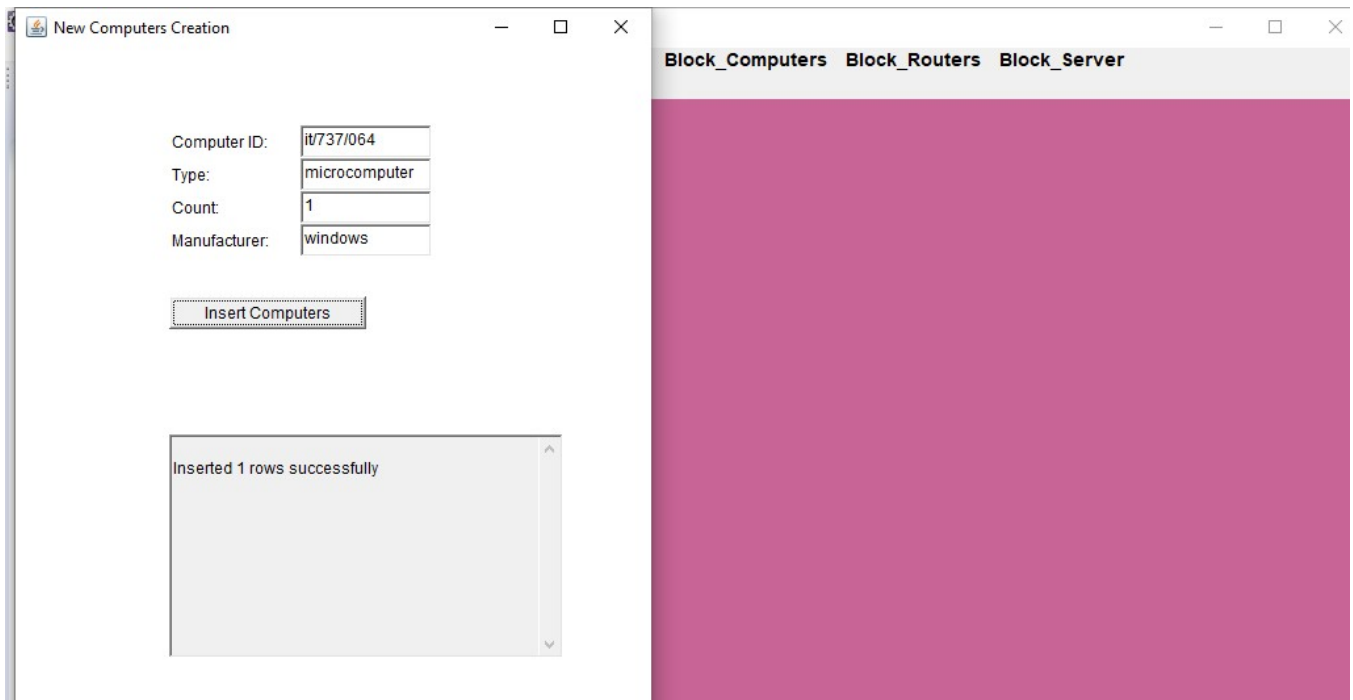 New Computers Creation
Block_Computers Block_Routers Block_Server
Computer ID: it/737/064
Type: microcomputer
Count: 1
Manufacturer: windows
Insert Computers
Inserted 1 rows successfully